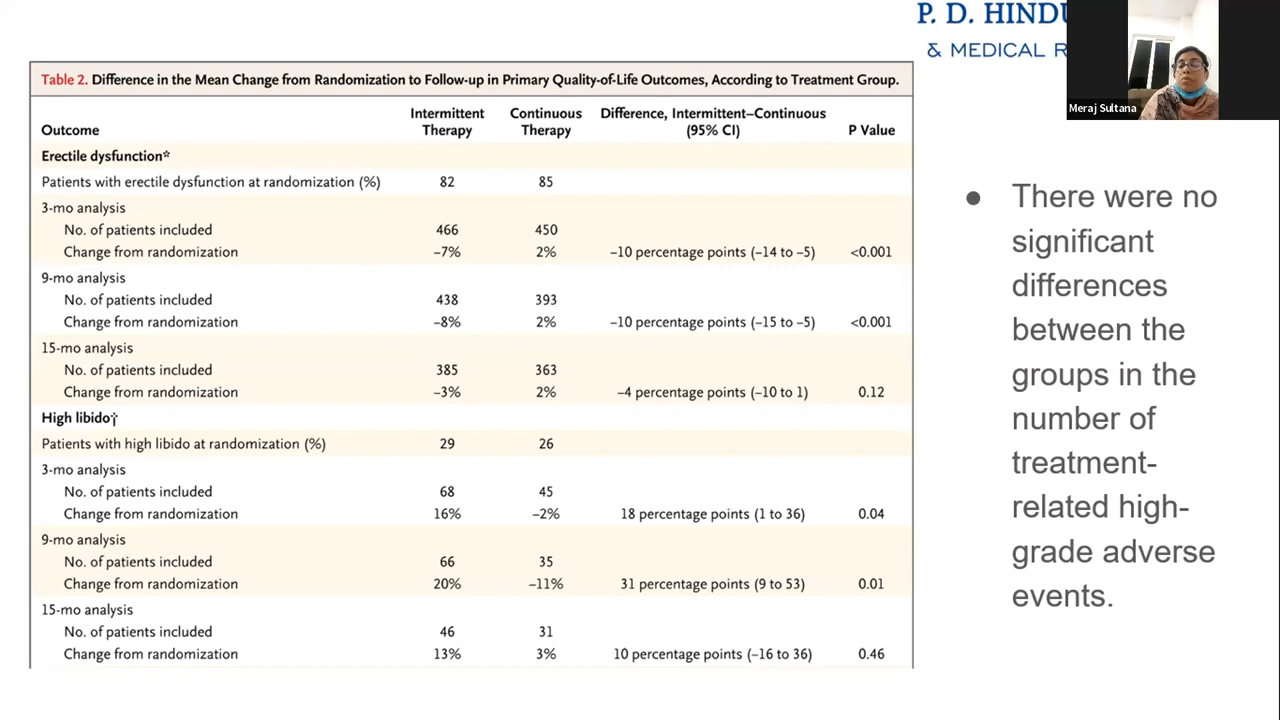 P. D. HINDU
& MEDICAL R
Meraj Sultana
Table 2. Difference in the Mean Change from Randomization to Follow-up in Primary Quality-of-Life Outcomes, According to Treatment Group.
Outcome Intermittent Therapy Continuous Therapy Difference, Intermittent–Continuous (95% CI) P Value
Erectile dysfunction*
Patients with erectile dysfunction at randomization (%) 82 85
3-mo analysis
No. of patients included 466 450
Change from randomization –7% 2% –10 percentage points (–14 to –5) <0.001
9-mo analysis
No. of patients included 438 393
Change from randomization –8% 2% –10 percentage points (–15 to –5) <0.001
15-mo analysis
No. of patients included 385 363
Change from randomization –3% 2% –4 percentage points (–10 to 1) 0.12
High libido†
Patients with high libido at randomization (%) 29 26
3-mo analysis
No. of patients included 68 45
Change from randomization 16% –2% 18 percentage points (1 to 36) 0.04
9-mo analysis
No. of patients included 66 35
Change from randomization 20% –11% 31 percentage points (9 to 53) 0.01
15-mo analysis
No. of patients included 46 31
Change from randomization 13% 3% 10 percentage points (–16 to 36) 0.46
● There were no
significant
differences
between the
groups in the
number of
treatment-
related high-
grade adverse
events.